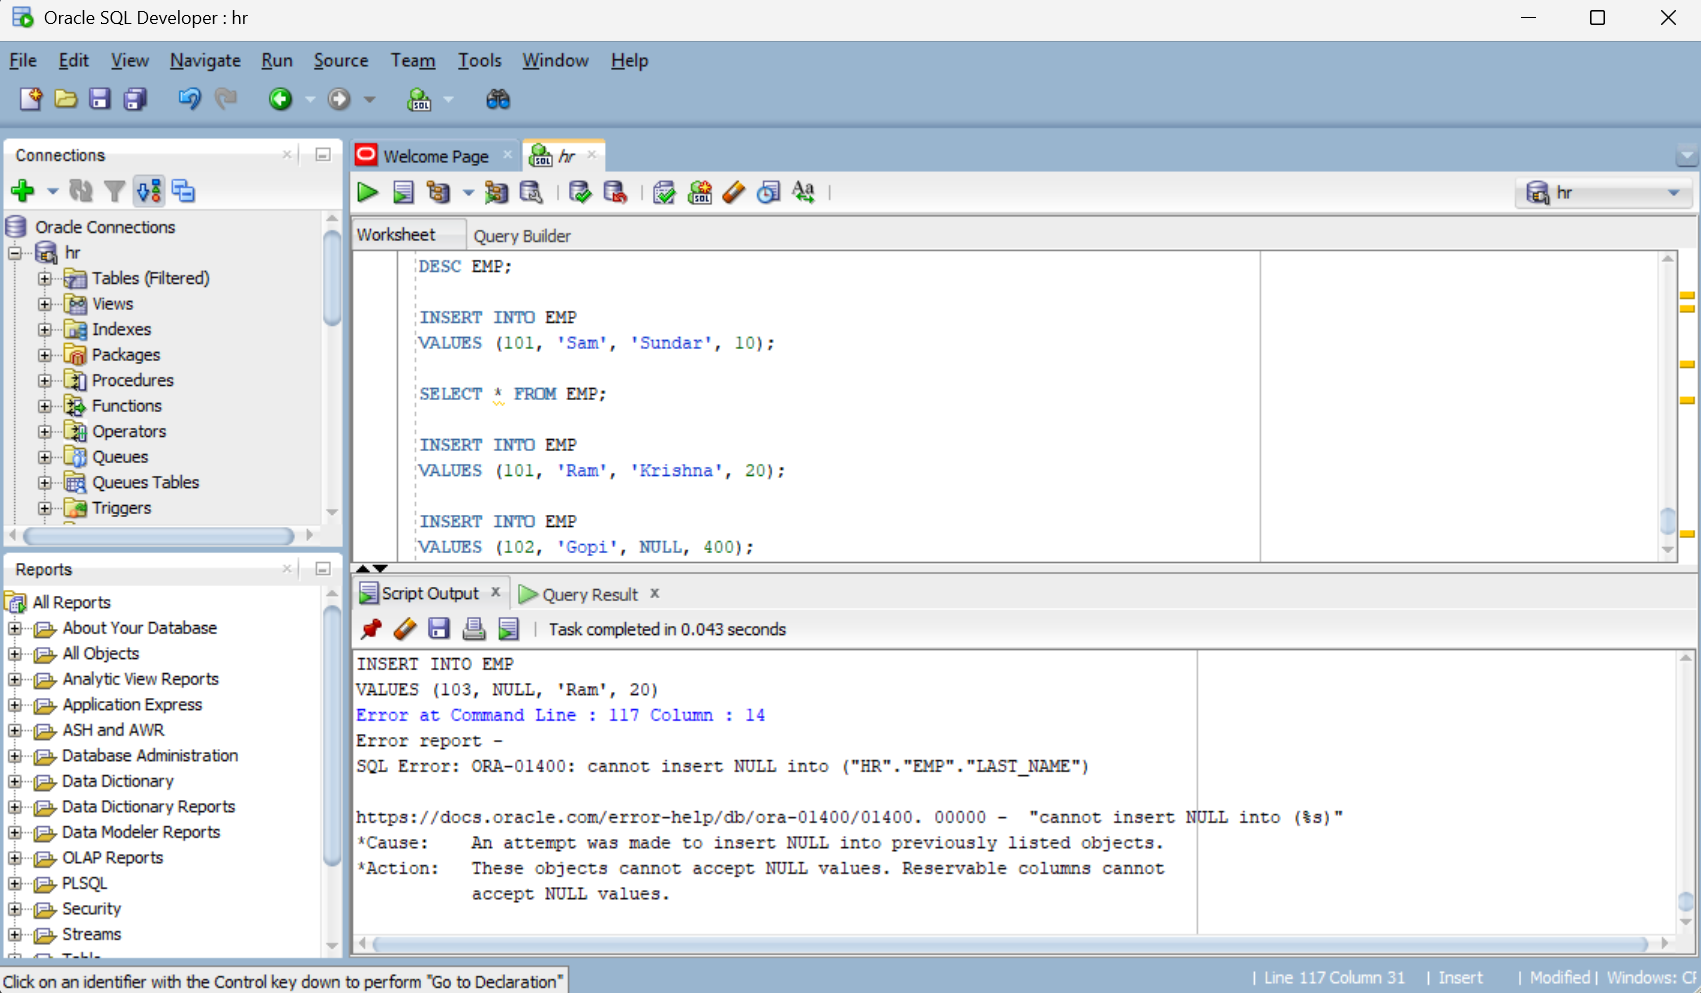 Oracle SQL Developer : hr
File Edit View Navigate Run Source Team Tools Window Help
Connections
Oracle Connections
hr
Tables (Filtered)
Views
Indexes
Packages
Procedures
Functions
Operators
Queues
Queues Tables
Triggers
Reports
All Reports
About Your Database
All Objects
Analytic View Reports
Application Express
ASH and AWR
Database Administration
Data Dictionary
Data Dictionary Reports
Data Modeler Reports
OLAP Reports
PLSQL
Security
Streams
Welcome Page hr
hr
Worksheet Query Builder
DESC EMP;
INSERT INTO EMP
VALUES (101, 'Sam', 'Sundar', 10);
SELECT * FROM EMP;
INSERT INTO EMP
VALUES (101, 'Ram', 'Krishna', 20);
INSERT INTO EMP
VALUES (102, 'Gopi', NULL, 400);
Script Output x Query Result x
Task completed in 0.043 seconds
INSERT INTO EMP
VALUES (103, NULL, 'Ram', 20)
Error at Command Line : 117 Column : 14
Error report -
SQL Error: ORA-01400: cannot insert NULL into ("HR"."EMP"."LAST_NAME")
https://docs.oracle.com/error-help/db/ora-01400/01400. 00000 -  "cannot insert NULL into (%s)"
*Cause:    An attempt was made to insert NULL into previously listed objects.
*Action:   These objects cannot accept NULL values. Reservable columns cannot
accept NULL values.
Click on an identifier with the Control key down to perform "Go to Declaration"
| Line 117 Column 31 | Insert | Modified | Windows: